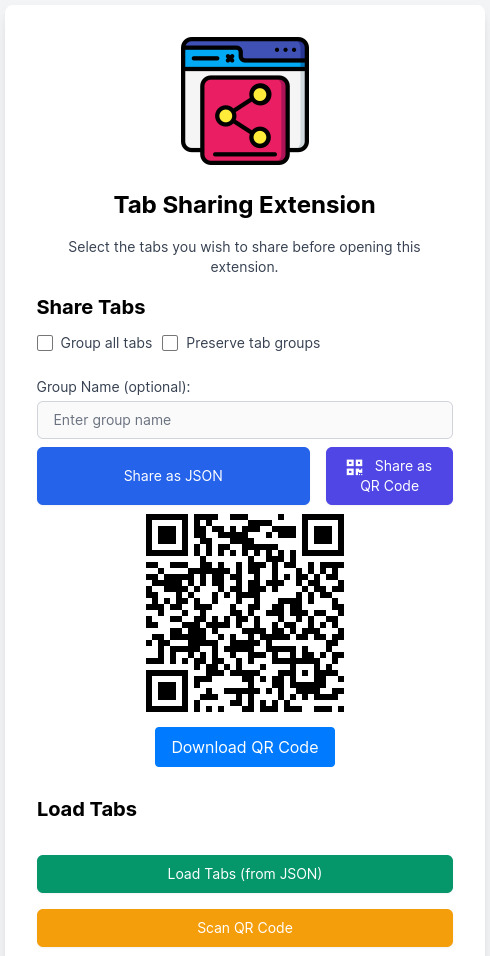 Tab Sharing Extension
Select the tabs you wish to share before opening this
extension.
Share Tabs
Group all tabs Preserve tab groups
Group Name (optional):
Enter group name
Share as JSON
Share as
QR Code
Download QR Code
Load Tabs
Load Tabs (from JSON)
Scan QR Code